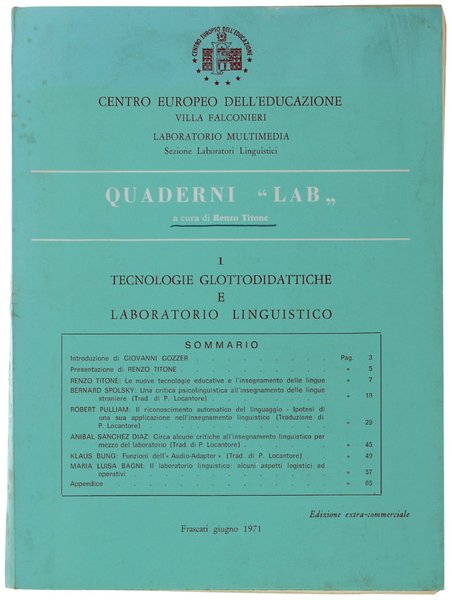 CENTRO EUROPEO DELL'EDUCAZIONE
CENTRO EUROPEO DELL'EDUCAZIONE
VILLA FALCONIERI
LABORATORIO MULTIMEDIA
Sezione Laboratori Linguistici
QUADERNI “LAB„
a cura di Renzo Titone
1
TECNOLOGIE GLOTTODIDATTICHE
E
LABORATORIO LINGUISTICO
SOMMARIO
Introduzione di GIOVANNI GOZZER . . . . . . . . . . Pag. 3
Presentazione di RENZO TITONE . . . . . . . . . . » 5
RENZO TITONE: Le nuove tecnologie educative e l'insegnamento delle lingue » 7
BERNARD SPOLSKY: Una critica psicolinguistica all'insegnamento delle lingue
straniere (Trad. di P. Locantore) . . . . . . . . » 18
ROBERT PULLIAM: Il riconoscimento automatico del linguaggio - Ipotesi di
una sua applicazione nell'insegnamento linguistico (Traduzione di
P. Locantore) . . . . . . . . . . . » 29
ANIBAL SANCHEZ DIAZ: Circa alcune critiche all'insegnamento linguistico per
mezzo del laboratorio (Trad. di P. Locantore) . . . . . » 45
KLAUS BUNG: Funzioni dell'« Audio-Adapter » (Trad. di P. Locantore) . . » 49
MARIA LUISA BAGNI: Il laboratorio linguistico: alcuni aspetti logistici ed
operativi . . . . . . . . . . . . » 57
Appendice . . . . . . . . . . . . » 65
Edizione extra-commerciale
Frascati giugno 1971